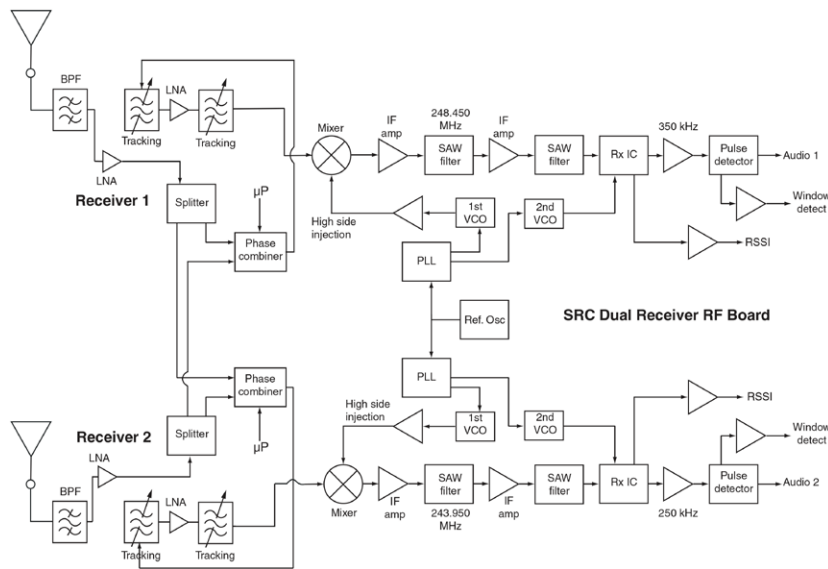 BPF
LNA
Tracking
LNA
Tracking
Receiver 1
Splitter
µP
Phase
combiner
Mixer
High side
injection
IF
amp
248.450
MHz
SAW
filter
IF
amp
SAW
filter
Rx IC
350 kHz
Pulse
detector
Audio 1
Window
detect
RSSI
1st
VCO
2nd
VCO
PLL
Ref. Osc
SRC Dual Receiver RF Board
PLL
High side
injection
1st
VCO
2nd
VCO
RSSI
Window
detect
Phase
combiner
µP
Receiver 2
Splitter
LNA
BPF
LNA
Tracking
Tracking
Mixer
IF
amp
SAW
filter
243.950
MHz
IF
amp
SAW
filter
Rx IC
250 kHz
Pulse
detector
Audio 2